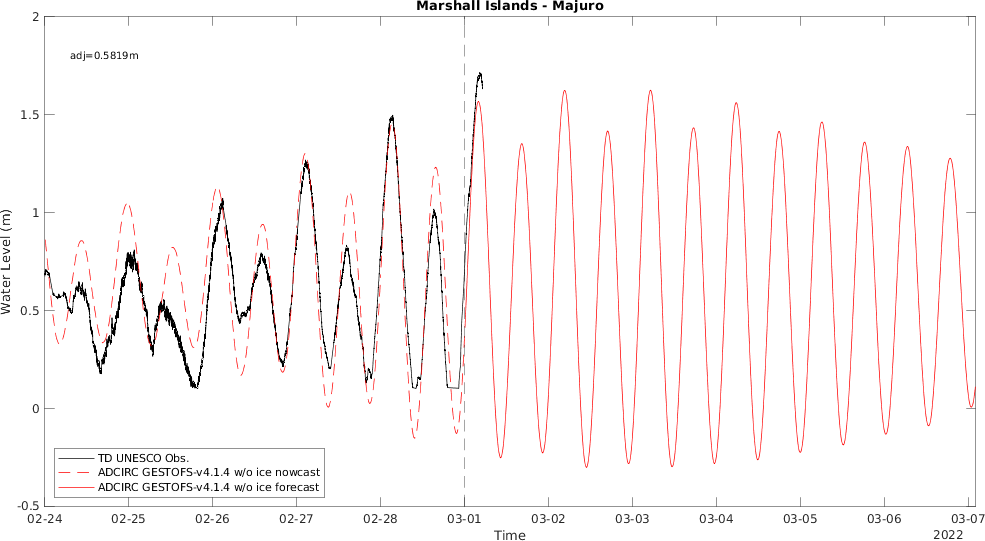 Marshall Islands - Majuro
adj=0.5819m
Water Level (m)
2
1.5
1
0.5
0
-0.5
TD UNESCO Obs.
ADCIRC GESTOFS-v4.1.4 w/o ice nowcast
ADCIRC GESTOFS-v4.1.4 w/o ice forecast
02-24 02-25 02-26 02-27 02-28 03-01 03-02 03-03 03-04 03-05 03-06 03-07
Time
2022